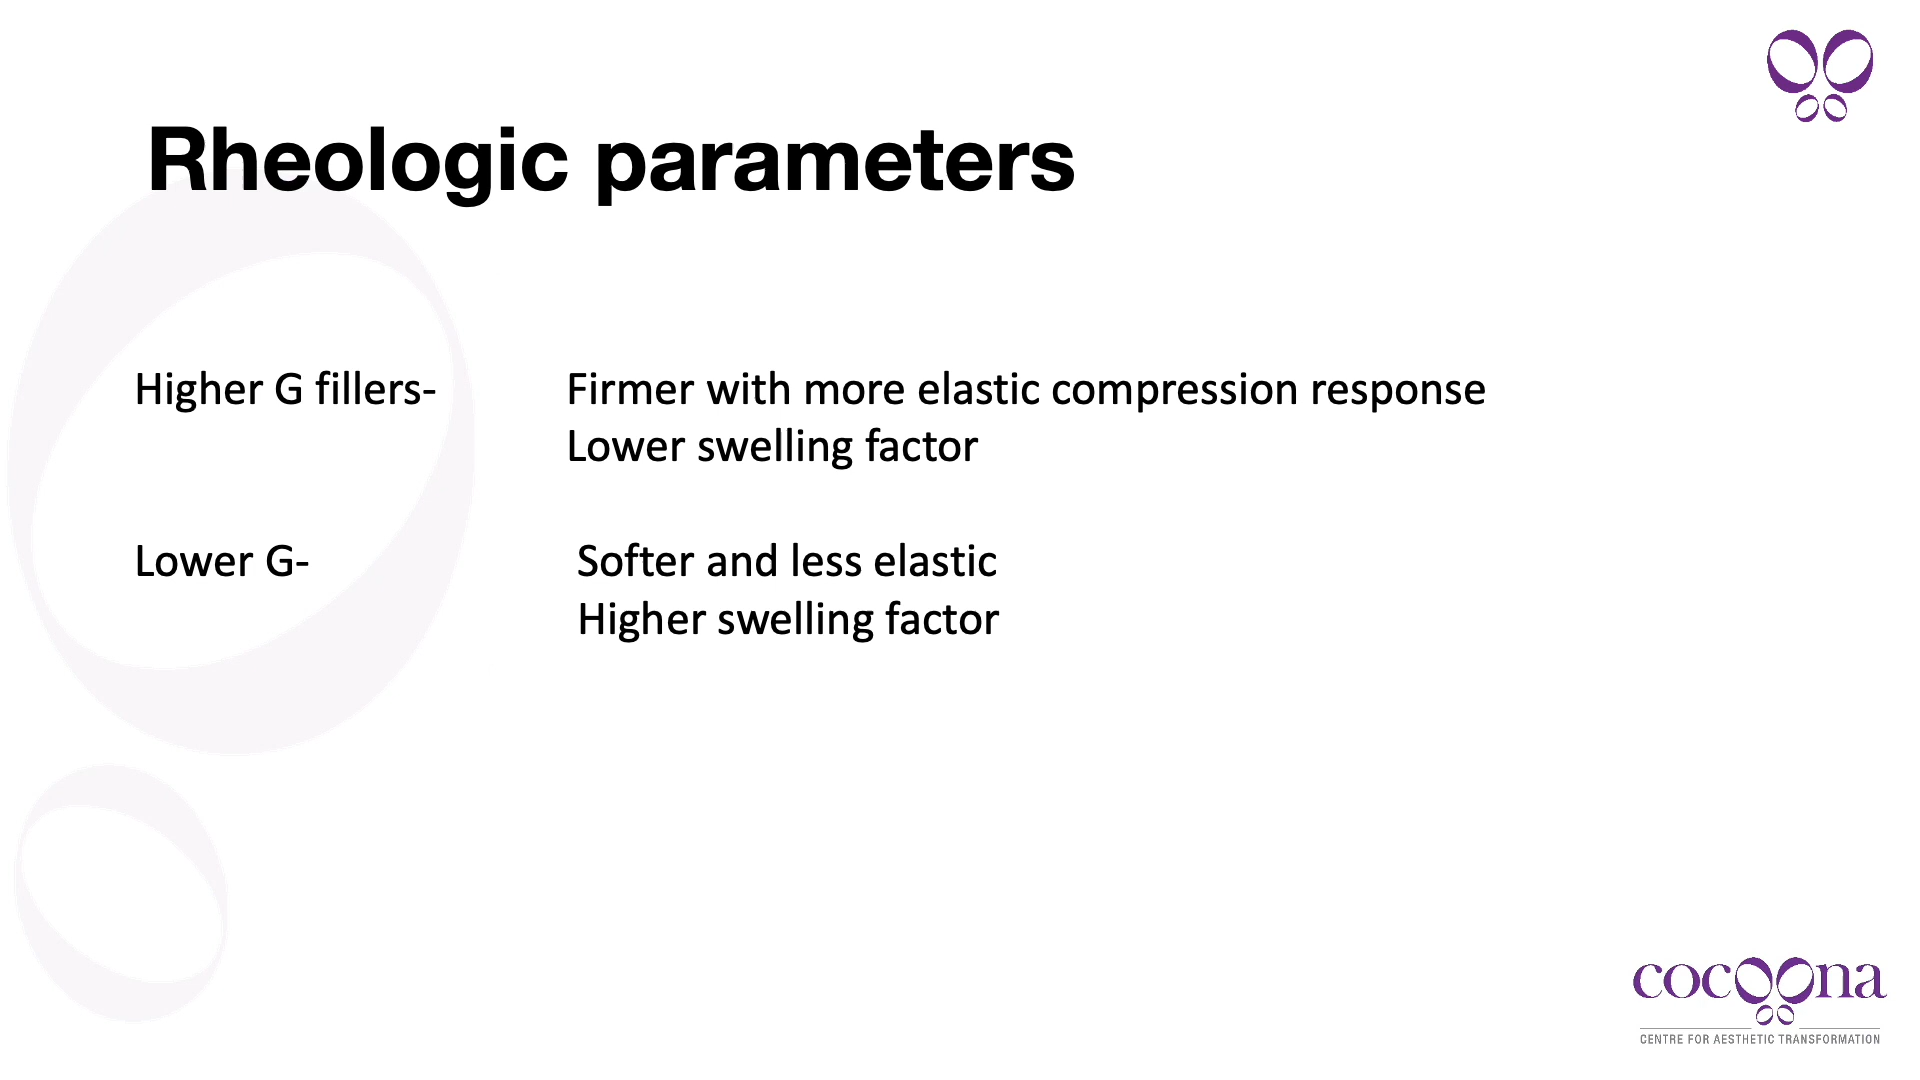 Rheologic parameters
Higher G fillers- Firmer with more elastic compression response
Lower swelling factor
Lower G- Softer and less elastic
Higher swelling factor
cocoona
CENTRE FOR AESTHETIC TRANSFORMATION